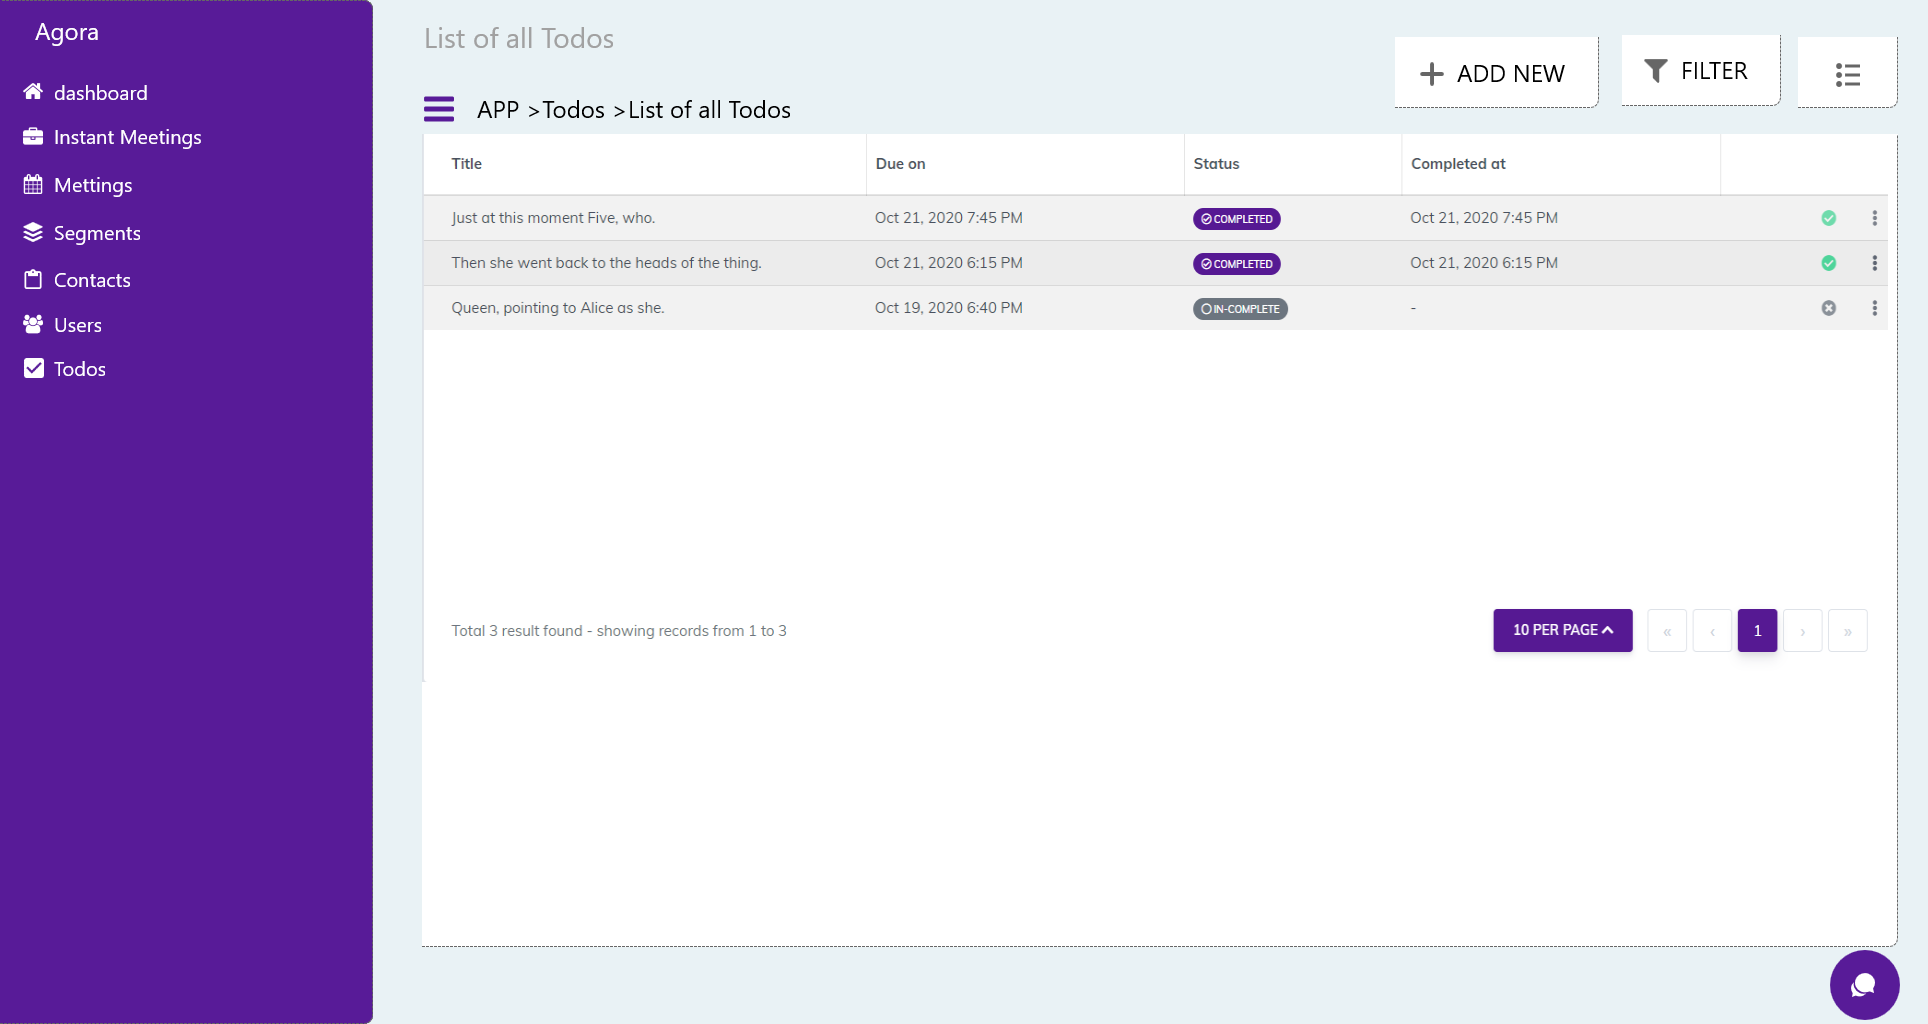 Agora
dashboard
Instant Meetings
Mettings
Segments
Contacts
Users
Todos
List of all Todos
ADD NEW
FILTER
APP >Todos >List of all Todos
Title Due on Status Completed at
Just at this moment Five, who. Oct 21, 2020 7:45 PM COMPLETED Oct 21, 2020 7:45 PM
Then she went back to the heads of the thing. Oct 21, 2020 6:15 PM COMPLETED Oct 21, 2020 6:15 PM
Queen, pointing to Alice as she. Oct 19, 2020 6:40 PM IN-COMPLETE -
Total 3 result found - showing records from 1 to 3
10 PER PAGE « ‹ 1 › »